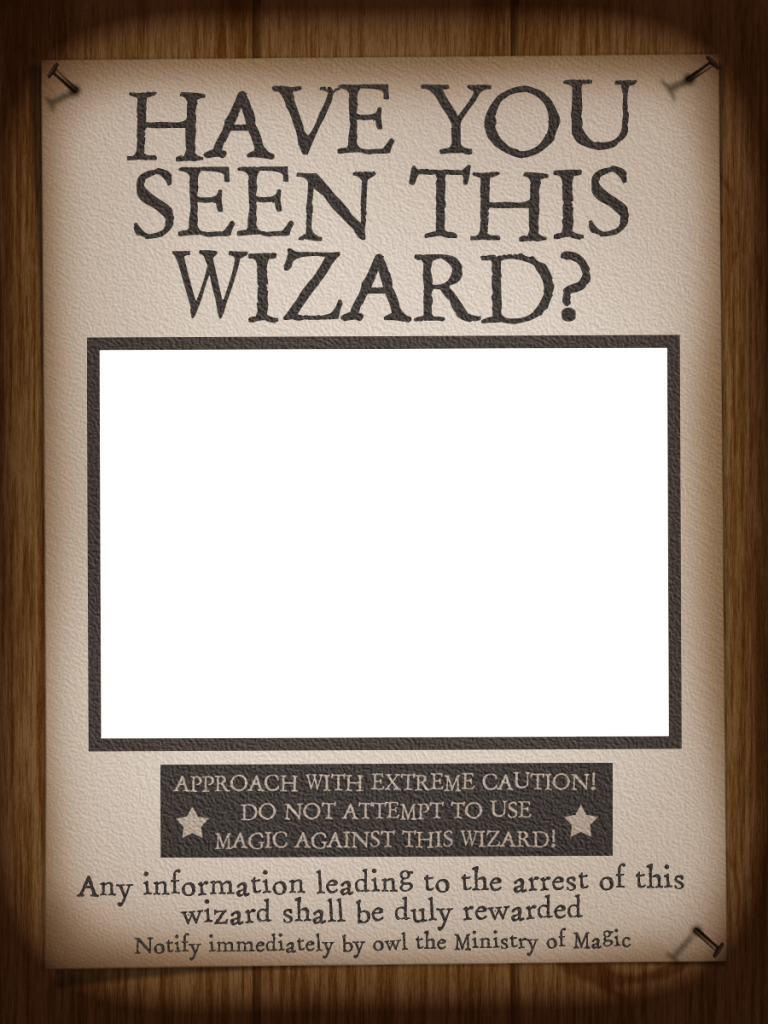 HAVE YOU
SEEN THIS
WIZARD?
APPROACH WITH EXTREME CAUTION!
DO NOT ATTEMPT TO USE
MAGIC AGAINST THIS WIZARD!
Any information leading to the arrest of this
wizard shall be duly rewarded
Notify immediately by owl the Ministry of Magic